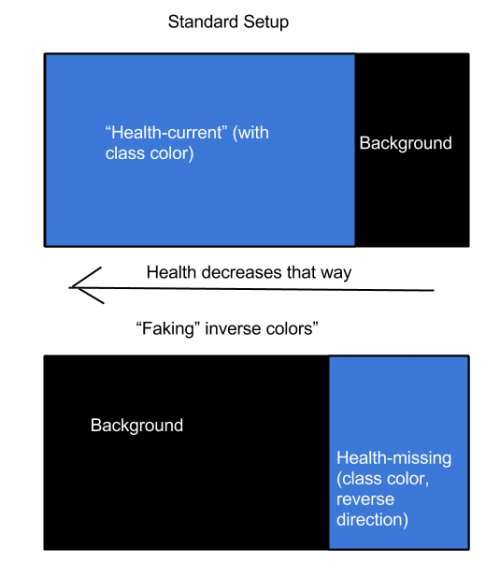 Standard Setup
“Health-current” (with
class color)
Background
Health decreases that way
“Faking” inverse colors”
Background
Health-missing
(class color,
reverse
direction)